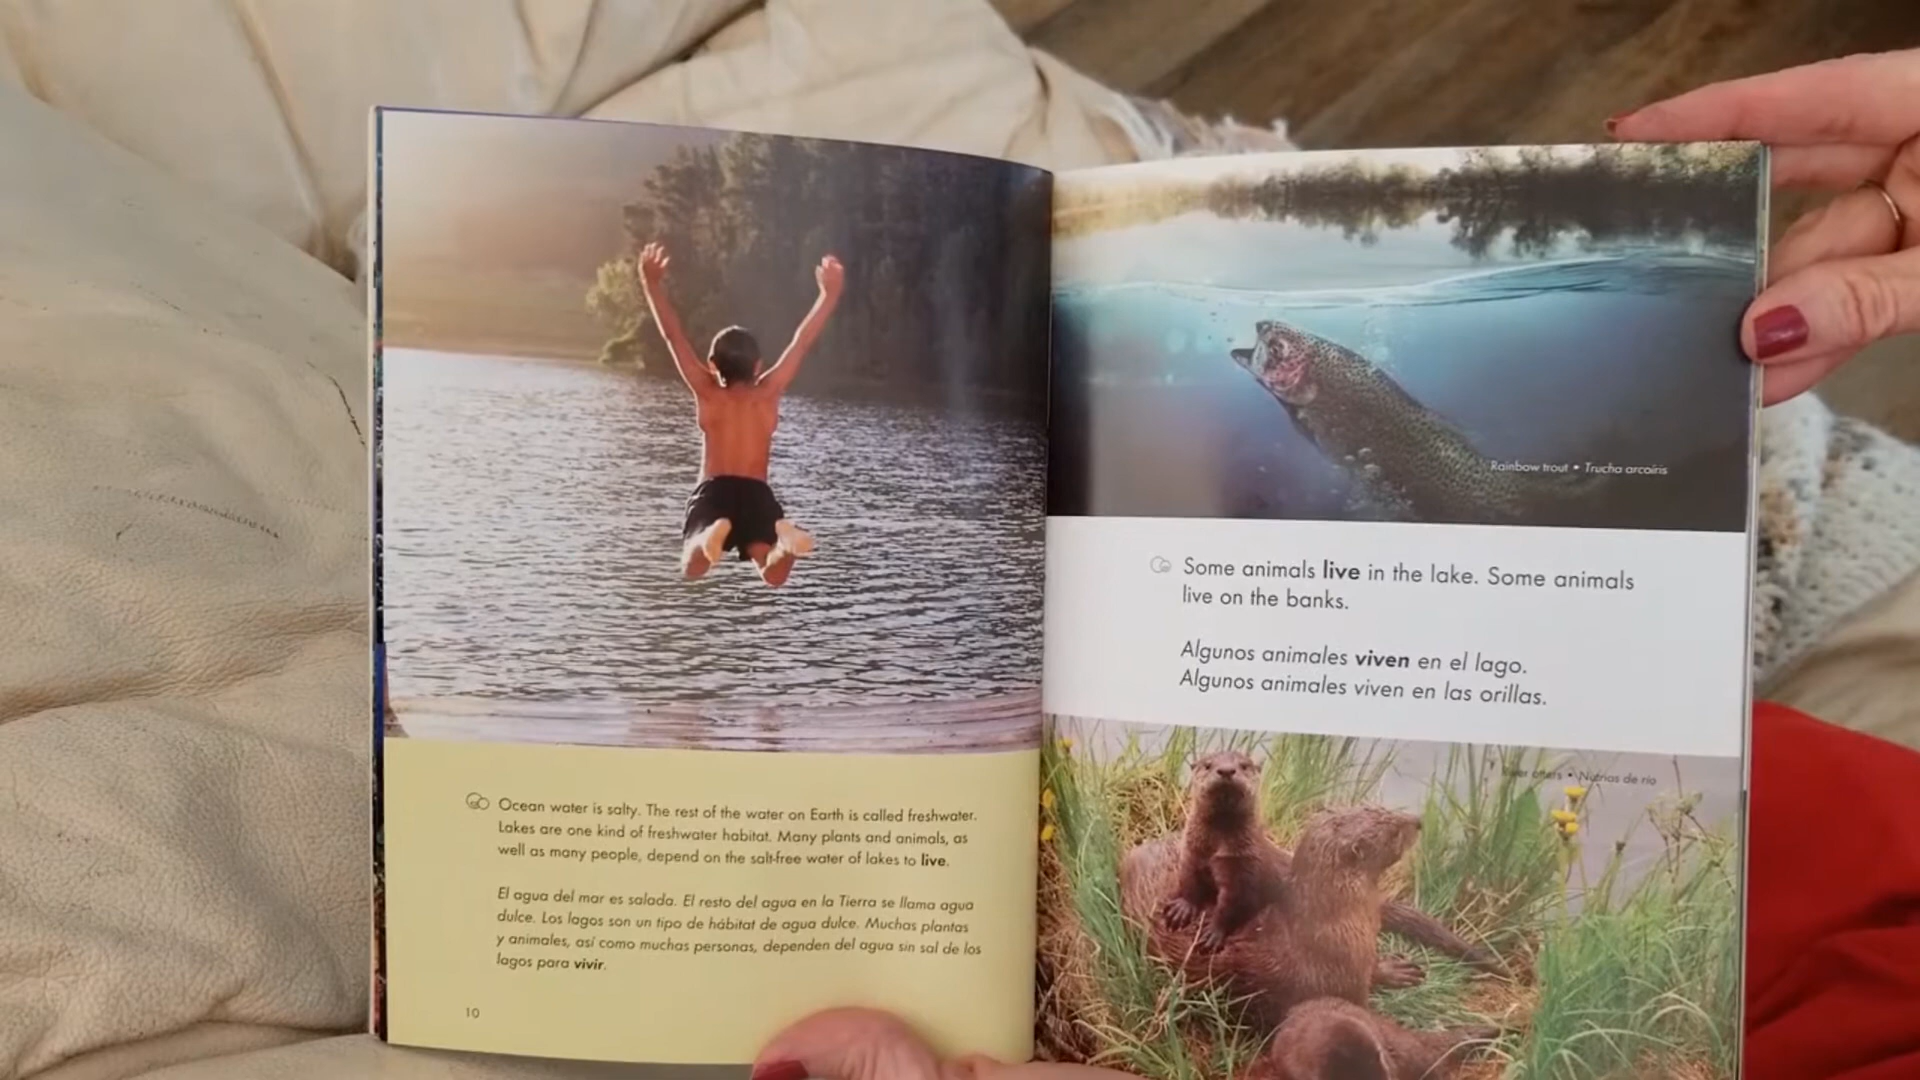 Ocean water is salty. The rest of the water on Earth is called freshwater.
Lakes are one kind of freshwater habitat. Many plants and animals, as
well as many people, depend on the salt-free water of lakes to live.
El agua del mar es salada. El resto del agua en la Tierra se llama agua
dulce. Los lagos son un tipo de hábitat de agua dulce. Muchas plantas
y animales, así como muchas personas, dependen del agua sin sal de los
lagos para vivir.
10
Rainbow trout • Trucha arcoíris
Some animals live in the lake. Some animals
live on the banks.
Algunos animales viven en el lago.
Algunos animales viven en las orillas.
otters • Nutrias de río